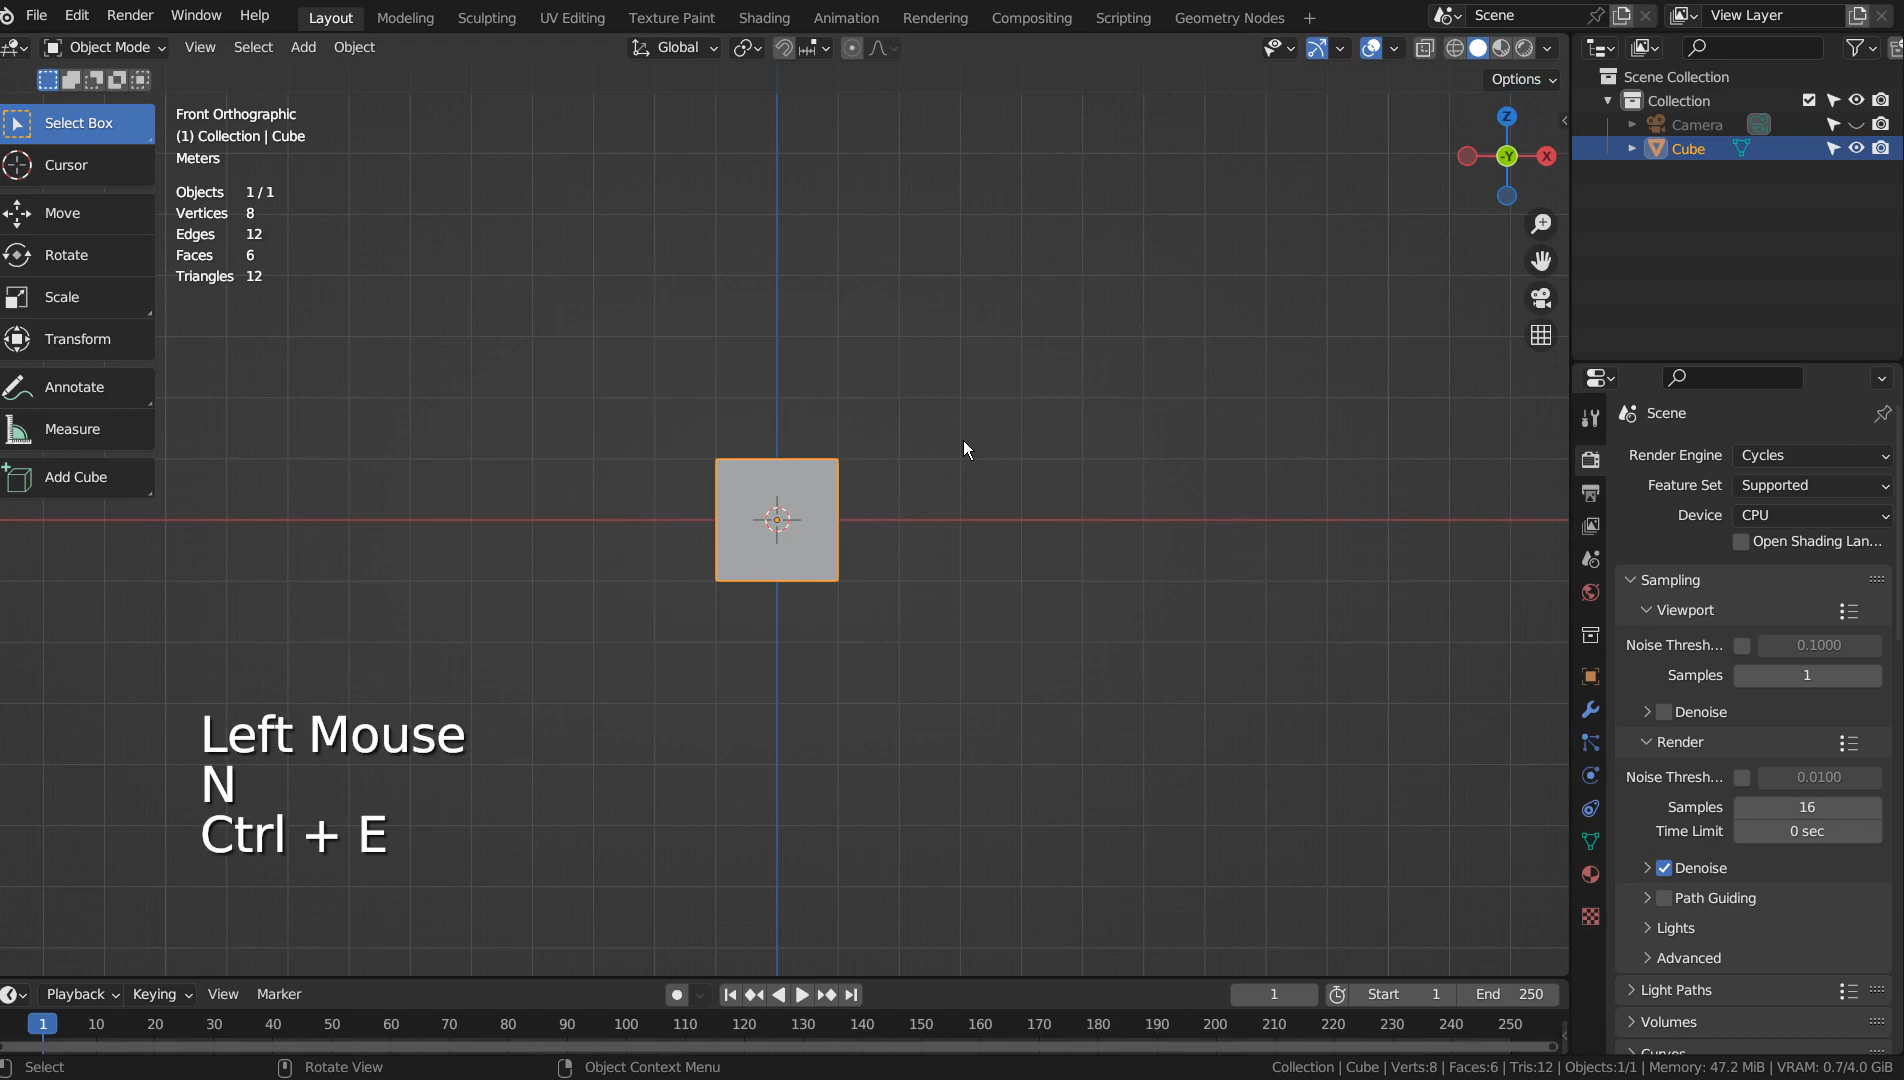 File Edit Render Window Help Layout Modeling Sculpting UV Editing Texture Paint Shading Animation Rendering Compositing Scripting Geometry Nodes + Scene View Layer
Object Mode View Select Add Object Global
Options
Select Box
Cursor
Move
Rotate
Scale
Transform
Annotate
Measure
Add Cube
Front Orthographic
(1) Collection | Cube
Meters
Objects 1 / 1
Vertices 8
Edges 12
Faces 6
Triangles 12
Z
-Y X
Left Mouse
N
Ctrl + E
Scene Collection
Collection
Camera
Cube
Scene
Render Engine Cycles
Feature Set Supported
Device CPU
Open Shading Lan...
Sampling
Viewport
Noise Thresh... 0.1000
Samples 1
Denoise
Render
Noise Thresh... 0.0100
Samples 16
Time Limit 0 sec
Denoise
Path Guiding
Lights
Advanced
Light Paths
Volumes
Curves
Playback Keying View Marker 1 Start 1 End 250
1 10 20 30 40 50 60 70 80 90 100 110 120 130 140 150 160 170 180 190 200 210 220 230 240 250
Select Rotate View Object Context Menu Collection | Cube | Verts:8 | Faces:6 | Tris:12 | Objects:1/1 | Memory: 47.2 MiB | VRAM: 0.7/4.0 GiB